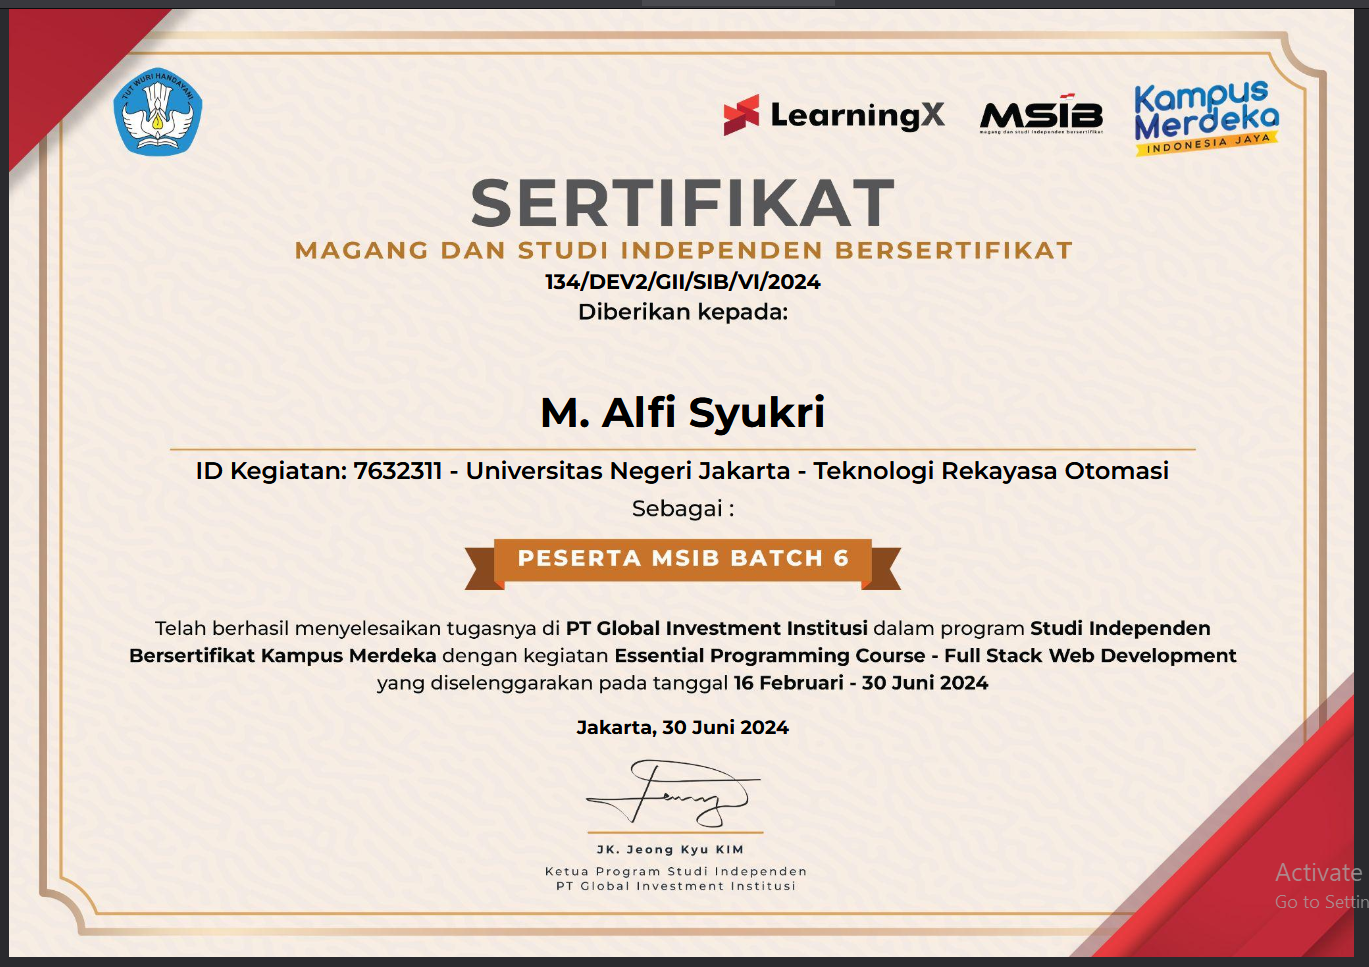 TUT WURI HANDAYANI
LearningX
MSIB
magang dan studi independen bersertifikat
Kampus
Merdeka
INDONESIA JAYA
SERTIFIKAT
MAGANG DAN STUDI INDEPENDEN BERSERTIFIKAT
134/DEV2/GII/SIB/VI/2024
Diberikan kepada:
M. Alfi Syukri
ID Kegiatan: 7632311 - Universitas Negeri Jakarta - Teknologi Rekayasa Otomasi
Sebagai :
PESERTA MSIB BATCH 6
Telah berhasil menyelesaikan tugasnya di PT Global Investment Institusi dalam program Studi Independen
Bersertifikat Kampus Merdeka dengan kegiatan Essential Programming Course - Full Stack Web Development
yang diselenggarakan pada tanggal 16 Februari - 30 Juni 2024
Jakarta, 30 Juni 2024
JK. Jeong Kyu KIM
Ketua Program Studi Independen
PT Global Investment Institusi
Activate
Go to Settin